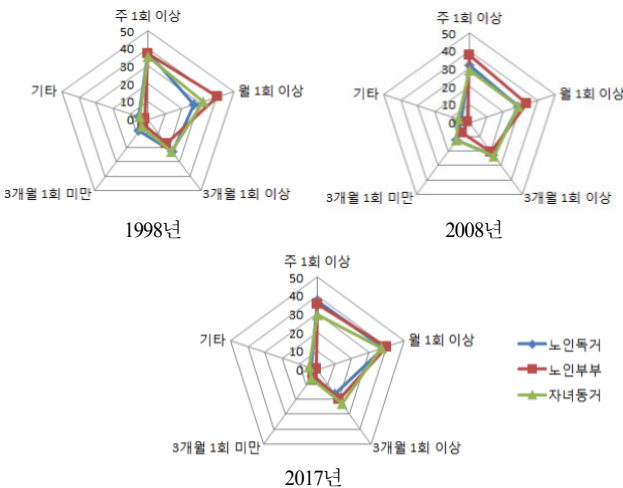 주 1회 이상
50
40
30
20
10
0
월 1회 이상
3개월 1회 이상
3개월 1회 미만
기타
1998년
주 1회 이상
50
40
30
20
10
0
월 1회 이상
3개월 1회 이상
3개월 1회 미만
기타
2008년
주 1회 이상
50
40
30
20
10
0
월 1회 이상
3개월 1회 이상
3개월 1회 미만
기타
2017년
노인독거
노인부부
자녀동거